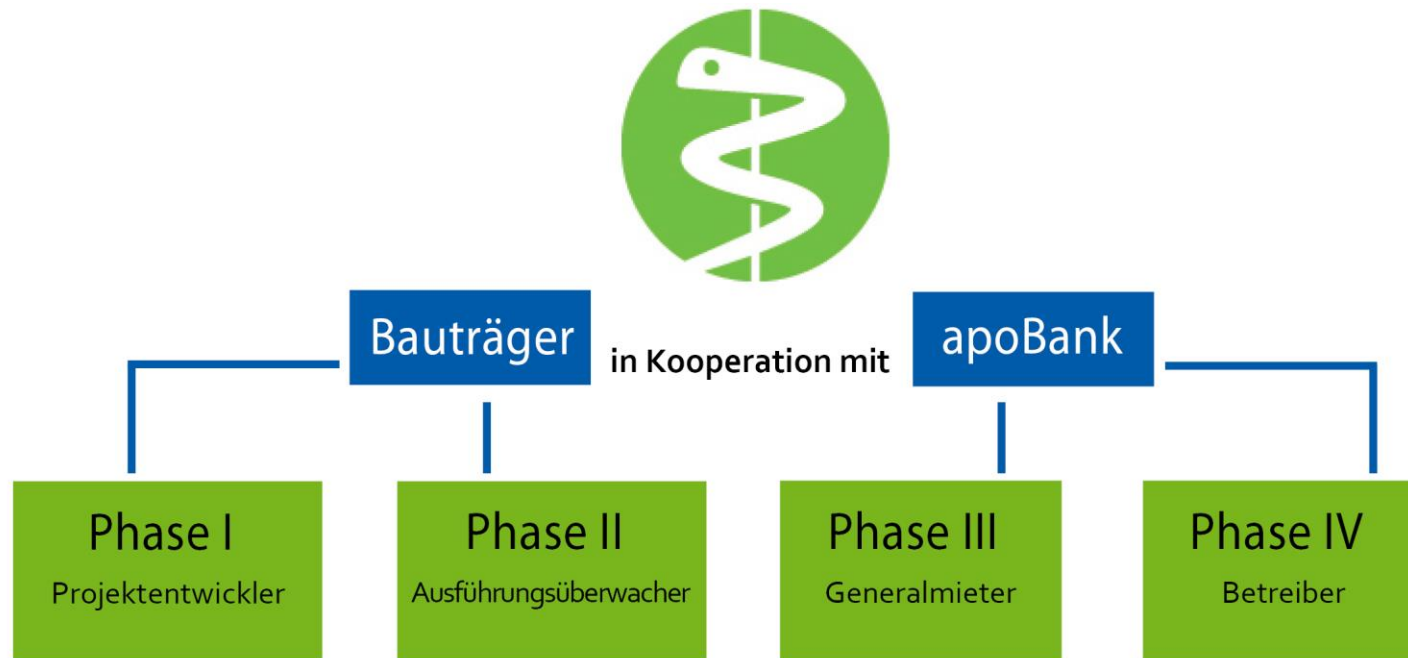 Bauträger
in Kooperation mit
apoBank
Phase I
Projektentwickler
Phase II
Ausführungsüberwacher
Phase III
Generalmieter
Phase IV
Betreiber